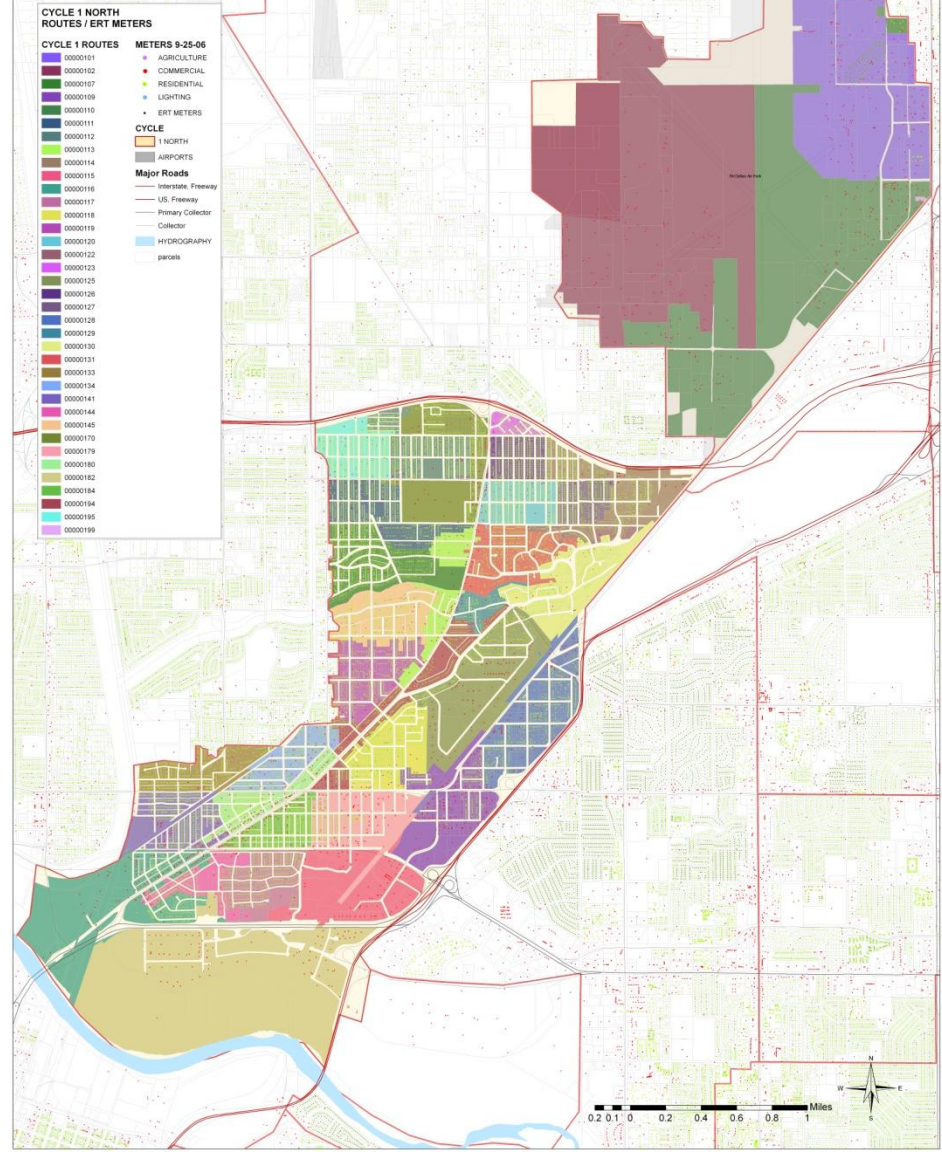 CYCLE 1 NORTH
ROUTES / ERT METERS
CYCLE 1 ROUTES
00000101
00000102
00000107
00000109
00000110
00000111
00000112
00000113
00000114
00000115
00000116
00000117
00000118
00000119
00000120
00000122
00000123
00000125
00000126
00000127
00000128
00000129
00000130
00000131
00000133
00000134
00000141
00000144
00000145
00000170
00000179
00000180
00000182
00000184
00000194
00000195
00000199
METERS 9-25-06
AGRICULTURE
COMMERCIAL
RESIDENTIAL
LIGHTING
ERT METERS
CYCLE
1 NORTH
AIRPORTS
Major Roads
Interstate, Freeway
US, Freeway
Primary Collector
Collector
HYDROGRAPHY
parcels
McClellan Air Park
N
W E
S
0.2 0.1 0 0.2 0.4 0.6 0.8 1 Miles